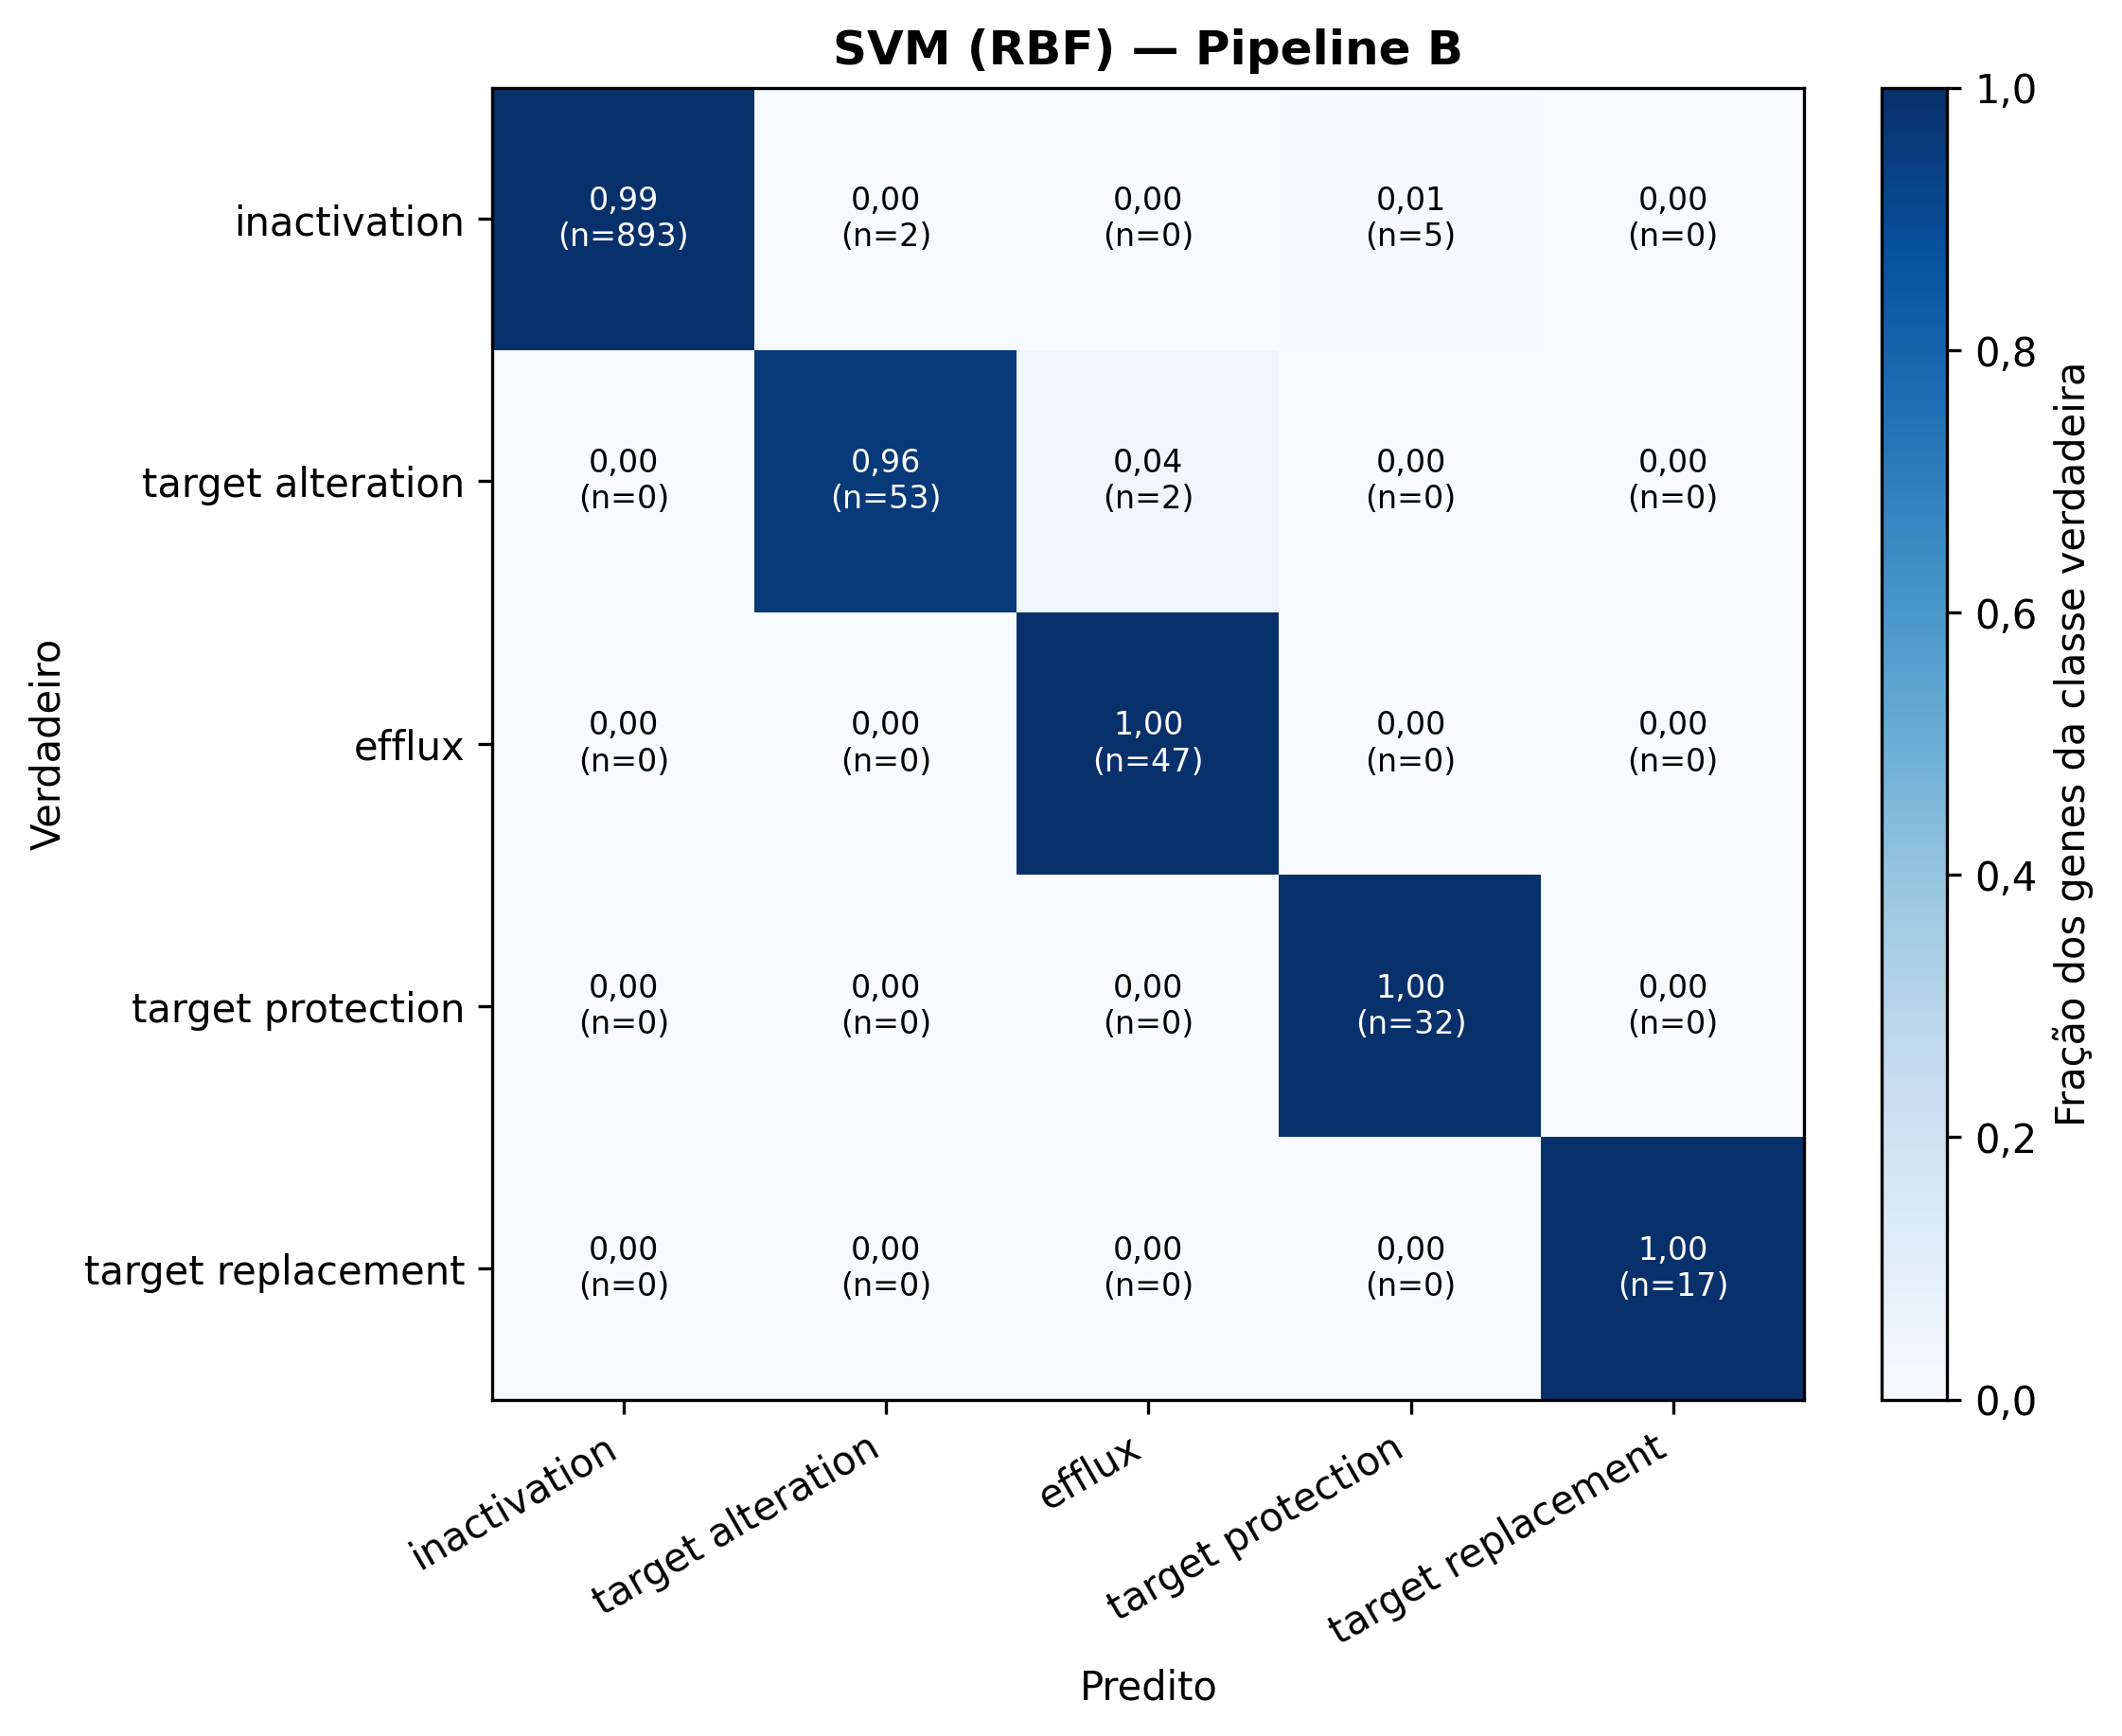 SVM (RBF) — Pipeline B
inactivation
0,99
(n=893)
0,00
(n=2)
0,00
(n=0)
0,01
(n=5)
0,00
(n=0)
target alteration
0,00
(n=0)
0,96
(n=53)
0,04
(n=2)
0,00
(n=0)
0,00
(n=0)
efflux
0,00
(n=0)
0,00
(n=0)
1,00
(n=47)
0,00
(n=0)
0,00
(n=0)
target protection
0,00
(n=0)
0,00
(n=0)
0,00
(n=0)
1,00
(n=32)
0,00
(n=0)
target replacement
0,00
(n=0)
0,00
(n=0)
0,00
(n=0)
0,00
(n=0)
1,00
(n=17)
Verdadeiro
inactivation
target alteration
efflux
target protection
target replacement
Predito
1,0
0,8
0,6
0,4
0,2
0,0
Fração dos genes da classe verdadeira